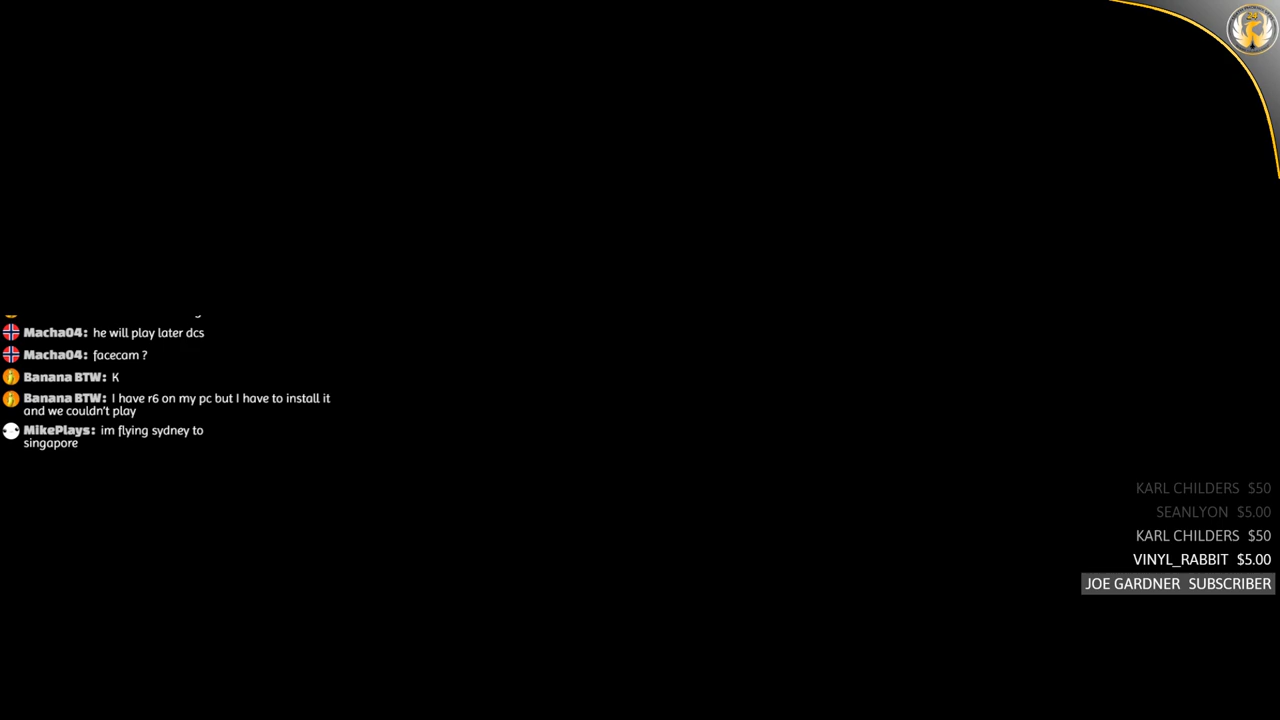 Macha04: he will play later dcs
Macha04: facecam ?
Banana BTW: K
Banana BTW: I have r6 on my pc but I have to install it
and we couldn't play
MikePlays: im flying sydney to
singapore
KARL CHILDERS $50
SEANLYON $5.00
KARL CHILDERS $50
VINYL_RABBIT $5.00
JOE GARDNER SUBSCRIBER